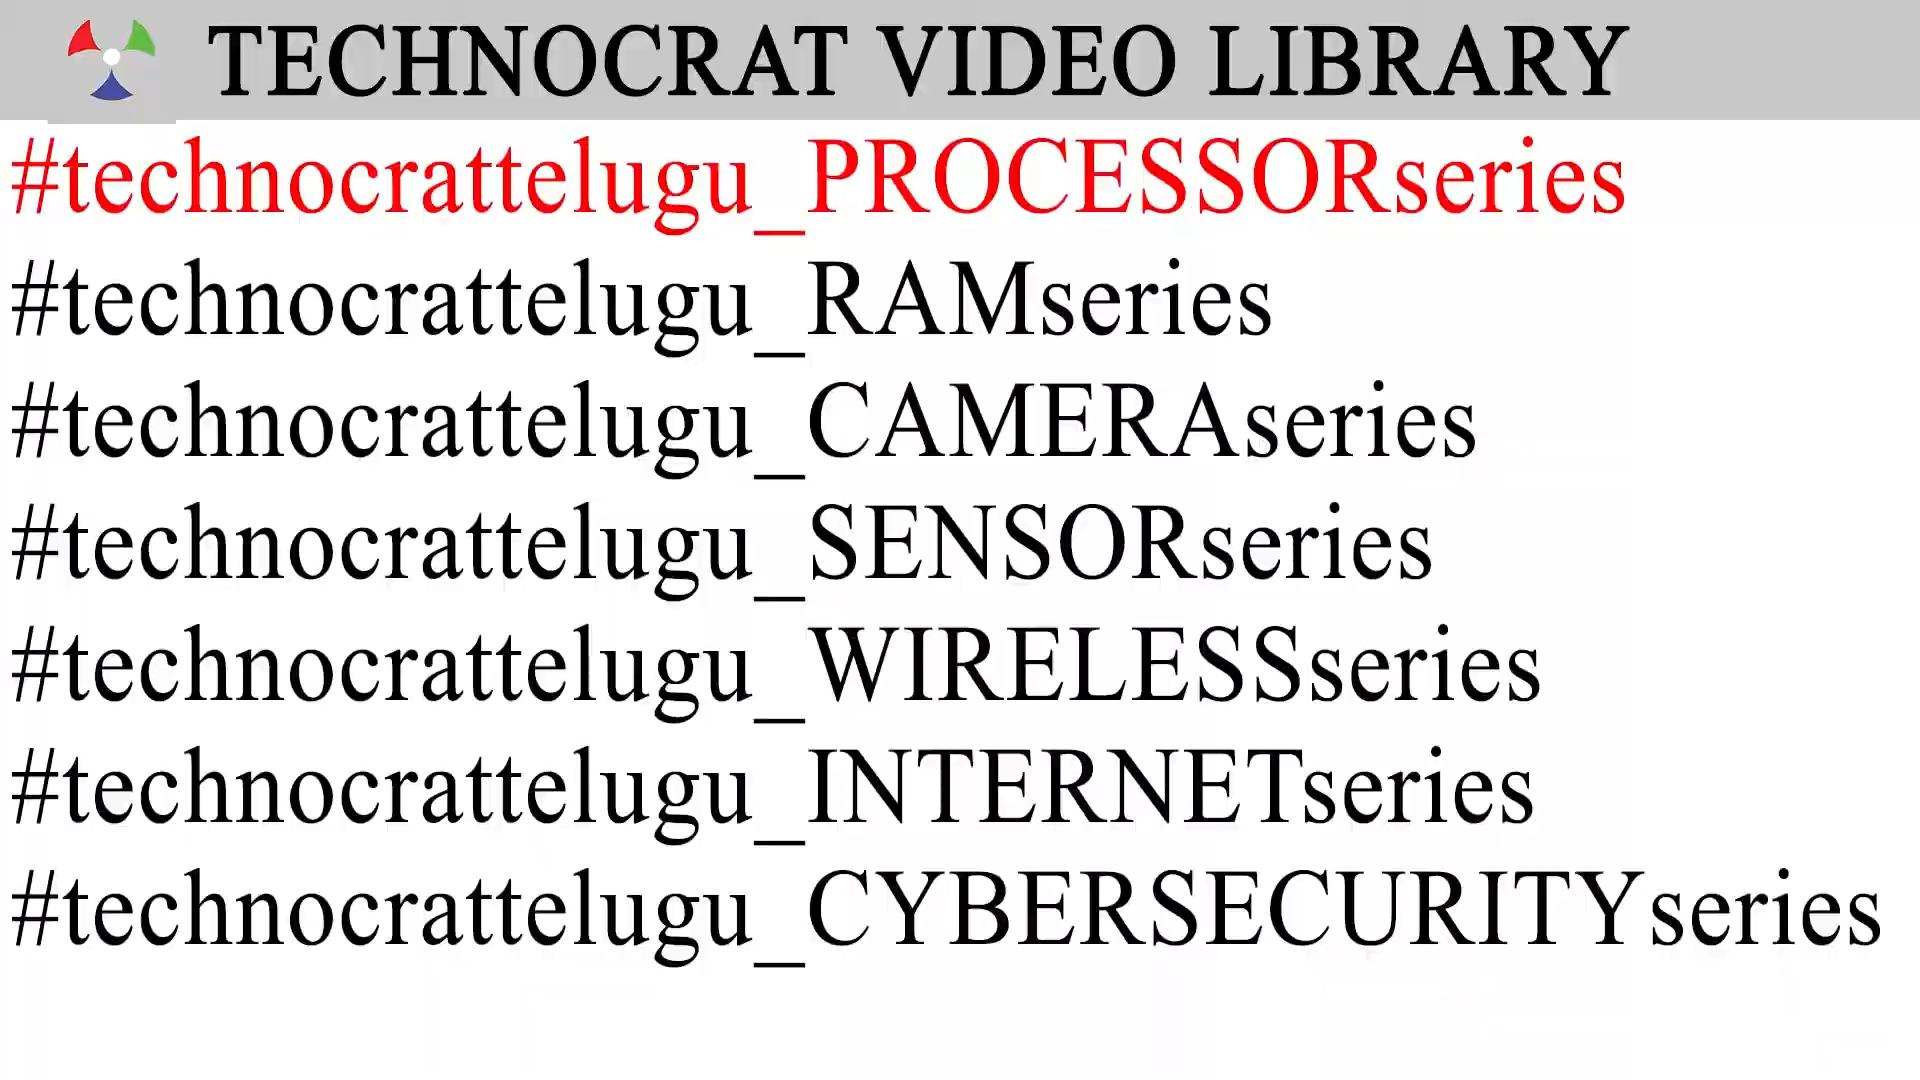 TECHNOCRAT VIDEO LIBRARY
#technocrattelugu_PROCESSORseries
#technocrattelugu_RAMseries
#technocrattelugu_CAMERAseries
#technocrattelugu_SENSORseries
#technocrattelugu_WIRELESSseries
#technocrattelugu_INTERNETseries
#technocrattelugu_CYBERSECURITYseries